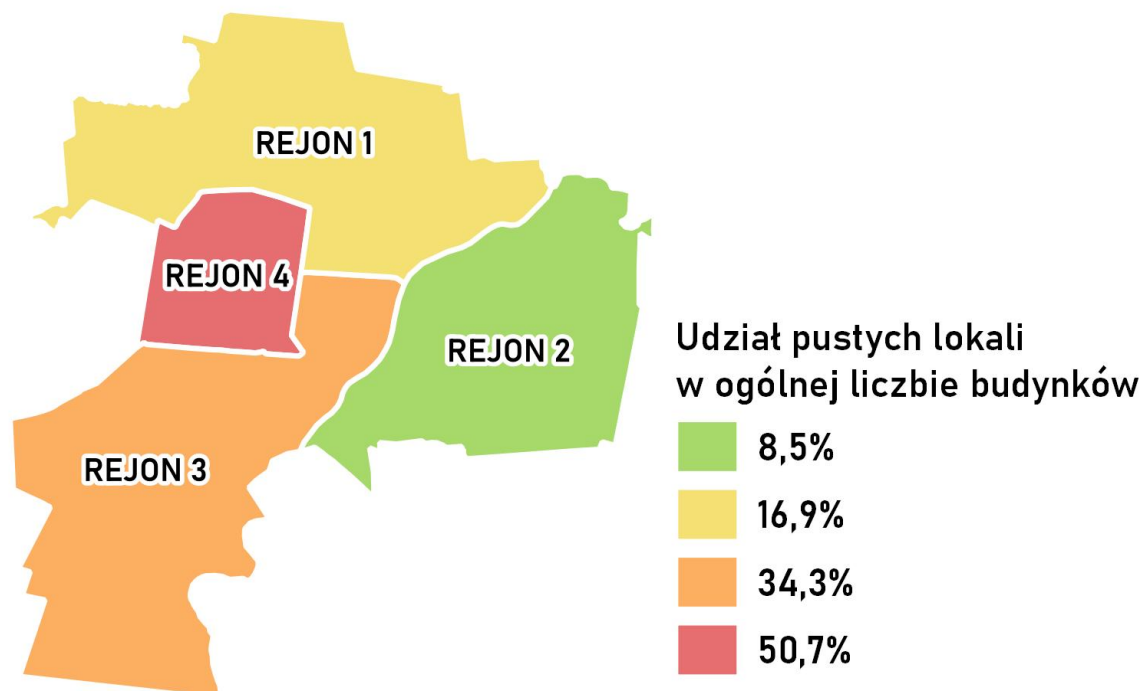 REJON 1
REJON 4
REJON 2
REJON 3
Udział pustych lokali
w ogólnej liczbie budynków
8,5%
16,9%
34,3%
50,7%